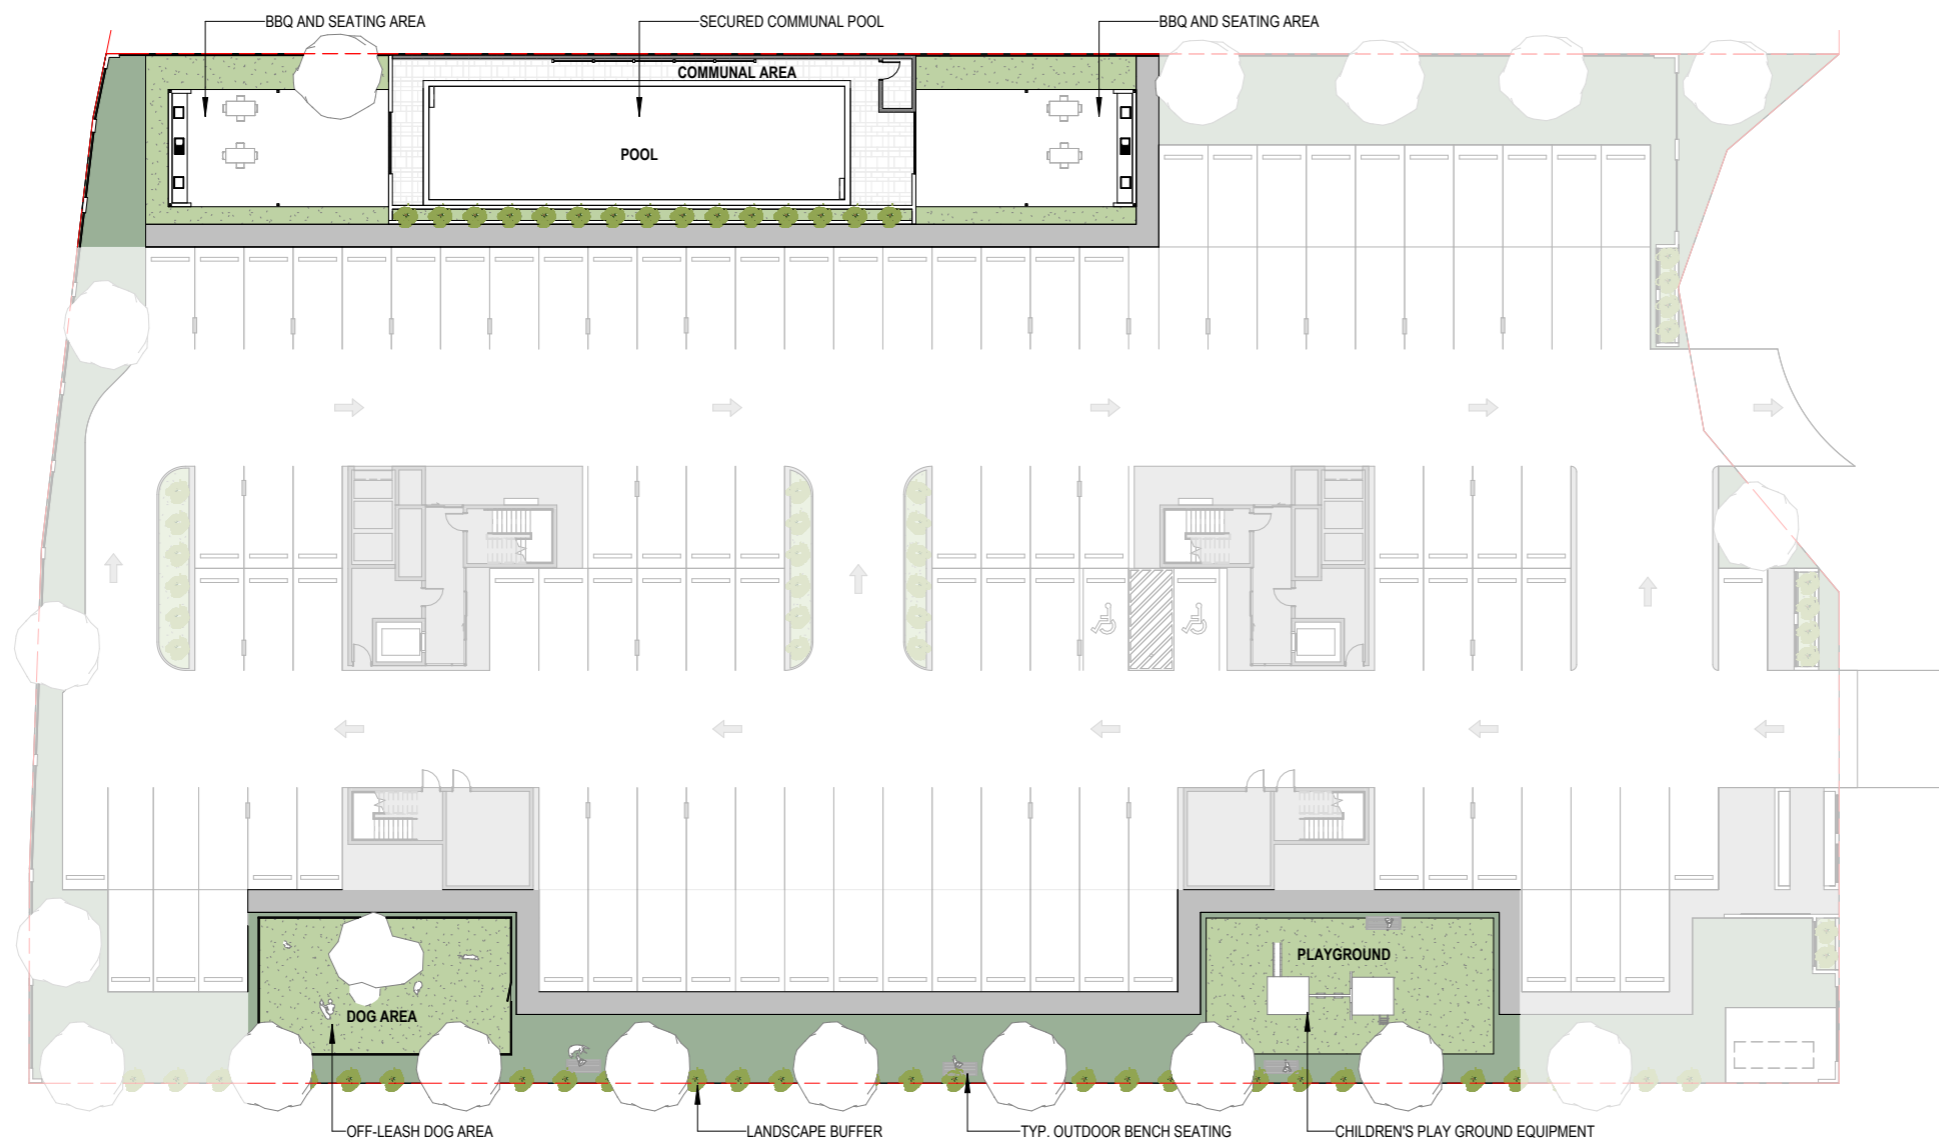 BBQ AND SEATING AREA
SECURED COMMUNAL POOL
BBQ AND SEATING AREA
COMMUNAL AREA
POOL
PLAYGROUND
DOG AREA
OFF-LEASH DOG AREA
LANDSCAPE BUFFER
TYP. OUTDOOR BENCH SEATING
CHILDREN'S PLAY GROUND EQUIPMENT